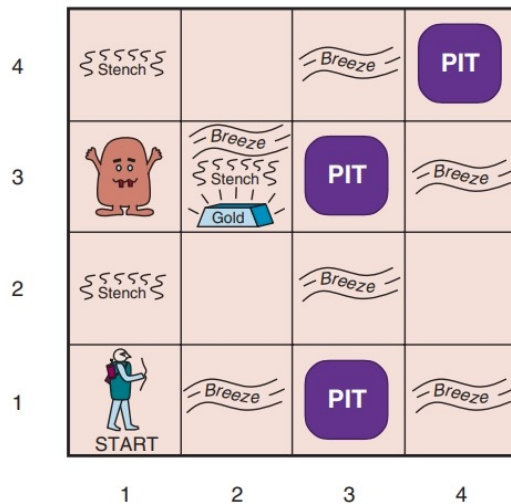 4
Stench
Breeze
PIT
3
Breeze
Stench
Gold
PIT
Breeze
2
Stench
Breeze
1
START
Breeze
PIT
Breeze
1 2 3 4